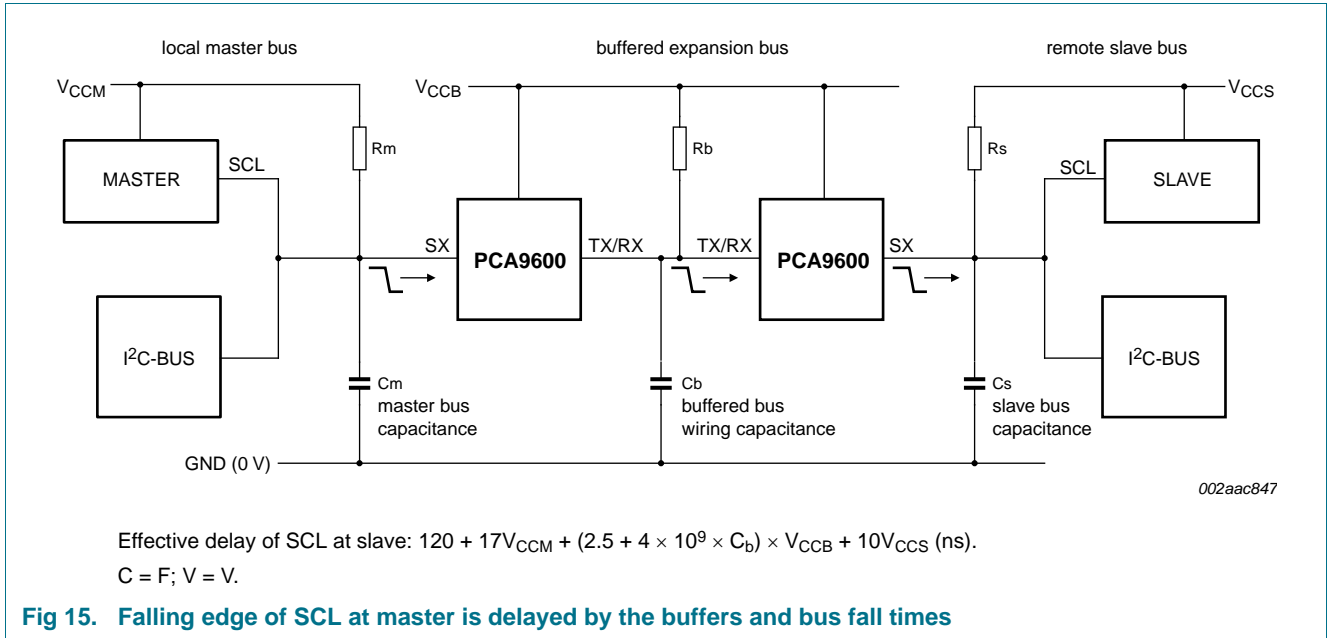 local master bus
buffered expansion bus
remote slave bus
VCCM
VCCB
VCCS
Rm
Rb
Rs
MASTER
SCL
SCL
SLAVE
SX
PCA9600
TX/RX
TX/RX
PCA9600
SX
I²C-BUS
I²C-BUS
Cm
master bus
capacitance
Cb
buffered bus
wiring capacitance
Cs
slave bus
capacitance
GND (0 V)
002aac847
Effective delay of SCL at slave: 120 + 17VCCM + (2.5 + 4 × 10⁹ × Cb) × VCCB + 10VCCS (ns).
C = F; V = V.
Fig 15. Falling edge of SCL at master is delayed by the buffers and bus fall times